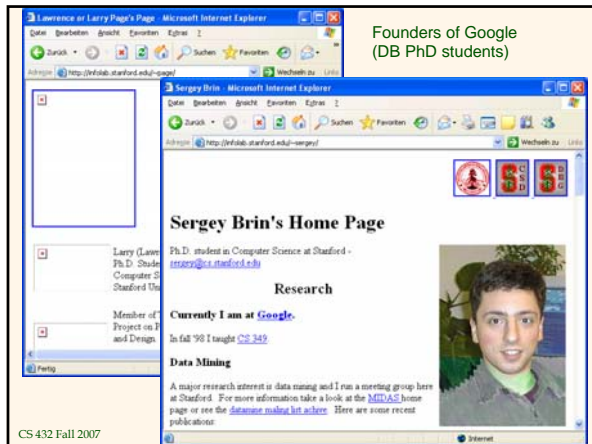 Lawrence or Larry Page's Page - Microsoft Internet Explorer
Datei Bearbeiten Ansicht Favoriten Extras ?
Zurück Suchen Favoriten
Adresse http://infolab.stanford.edu/~page/ Wechseln zu Links
Larry (Lawre
Ph.D. Stude
Computer S
Stanford Un
Member of
Project on P
and Design
Fertig
Founders of Google
(DB PhD students)
Sergey Brin - Microsoft Internet Explorer
Datei Bearbeiten Ansicht Favoriten Extras ?
Zurück Suchen Favoriten
Adresse http://infolab.stanford.edu/~sergey/ Wechseln zu Links
CSD
DBG
Sergey Brin's Home Page
Ph.D. student in Computer Science at Stanford -
sergey@cs.stanford.edu
Research
Currently I am at Google.
In fall '98 I taught CS 349.
Data Mining
A major research interest is data mining and I run a meeting group here
at Stanford. For more information take a look at the MIDAS home
page or see the datamine mailing list achive. Here are some recent
publications:
Internet
CS 432 Fall 2007